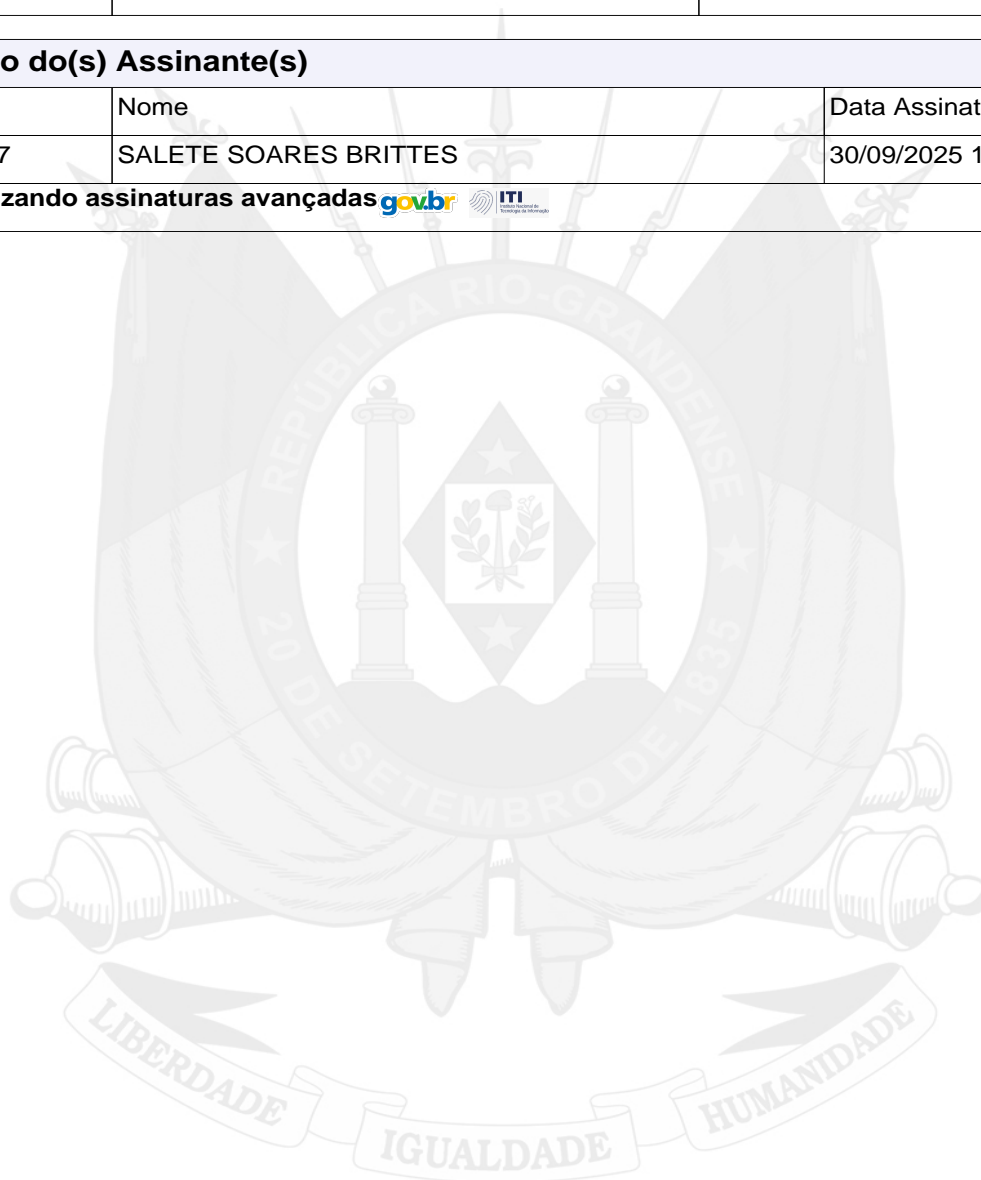 o do(s) Assinante(s)
Nome Data Assinat
7 SALETE SOARES BRITTES 30/09/2025 1
zando assinaturas avançadas gov.br ITI
REPÚBLICA RIO-GRANDENSE
20 DE SETEMBRO DE 1835
LIBERDADE IGUALDADE HUMANIDADE